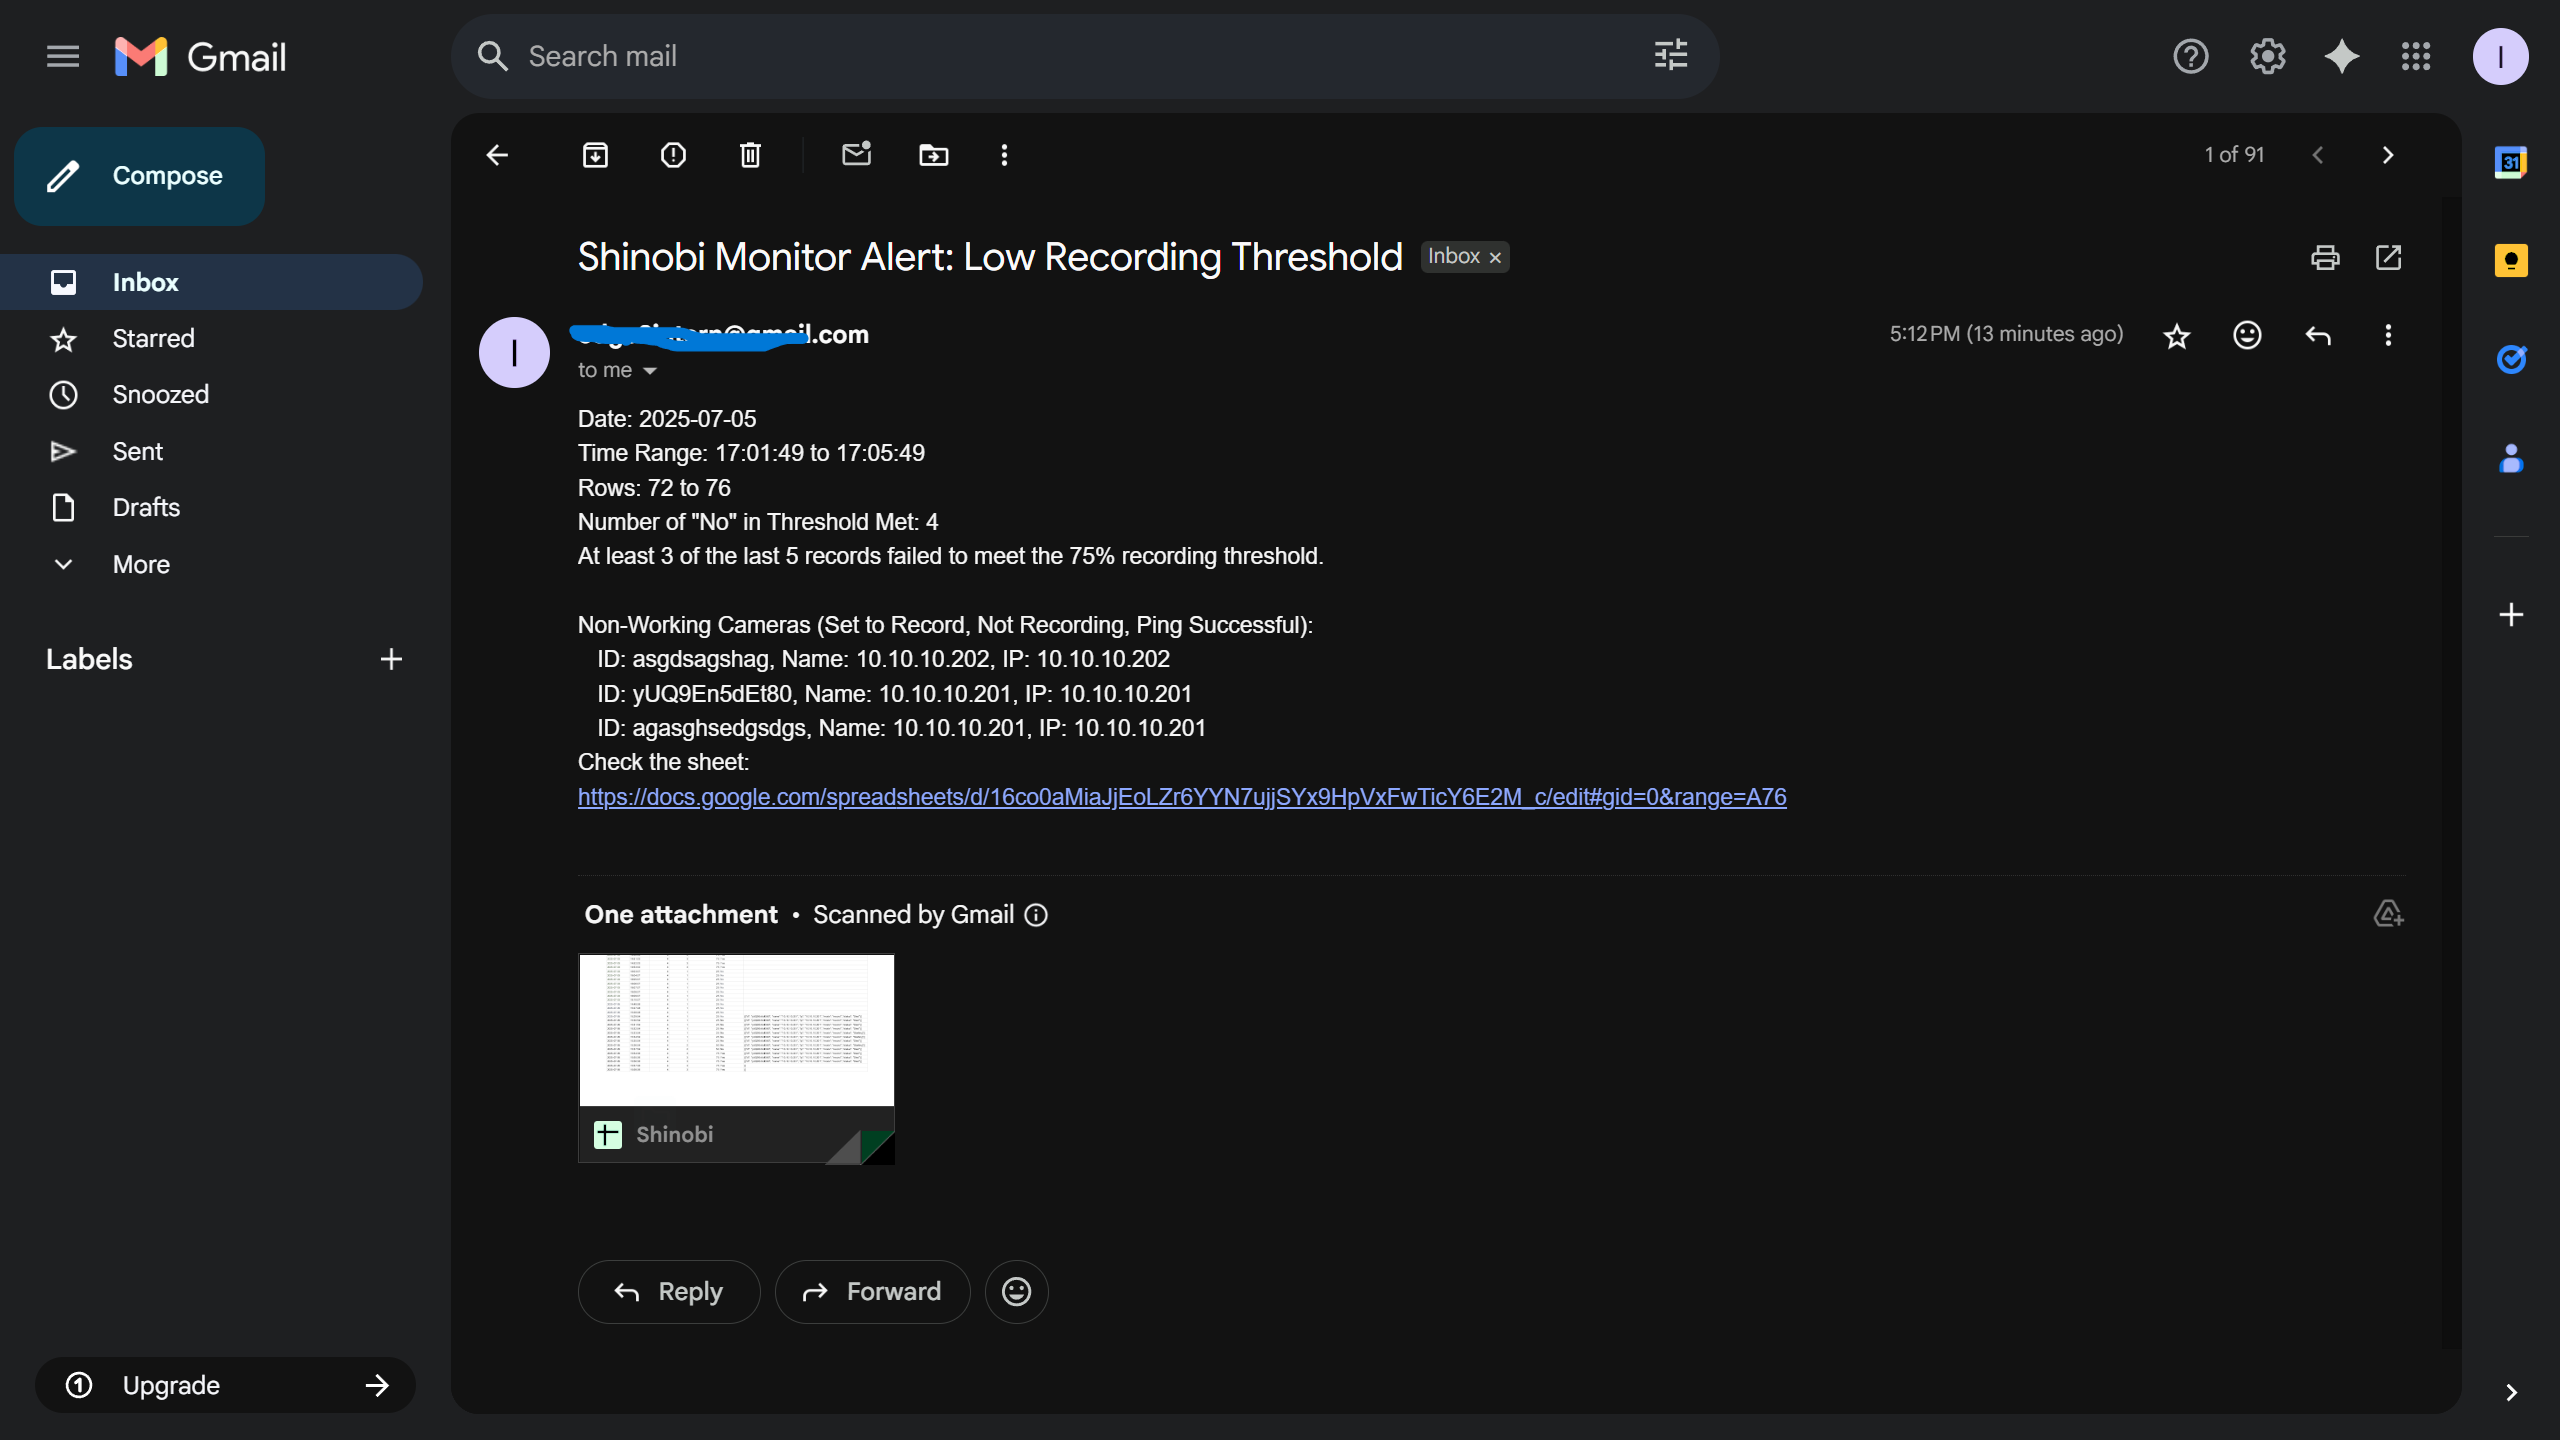 Gmail
Search mail
Compose
1 of 91
Inbox
Starred
Snoozed
Sent
Drafts
More
Labels
Upgrade
Shinobi Monitor Alert: Low Recording Threshold Inbox
.com
5:12 PM (13 minutes ago)
to me
Date: 2025-07-05
Time Range: 17:01:49 to 17:05:49
Rows: 72 to 76
Number of "No" in Threshold Met: 4
At least 3 of the last 5 records failed to meet the 75% recording threshold.
Non-Working Cameras (Set to Record, Not Recording, Ping Successful):
ID: asgdsagshag, Name: 10.10.10.202, IP: 10.10.10.202
ID: yUQ9En5dEt80, Name: 10.10.10.201, IP: 10.10.10.201
ID: agasghsedgsdgs, Name: 10.10.10.201, IP: 10.10.10.201
Check the sheet:
https://docs.google.com/spreadsheets/d/16co0aMiaJjEoLZr6YYN7ujjSYx9HpVxFwTicY6E2M_c/edit#gid=0&range=A76
One attachment • Scanned by Gmail
Shinobi
Reply
Forward
I
I
31